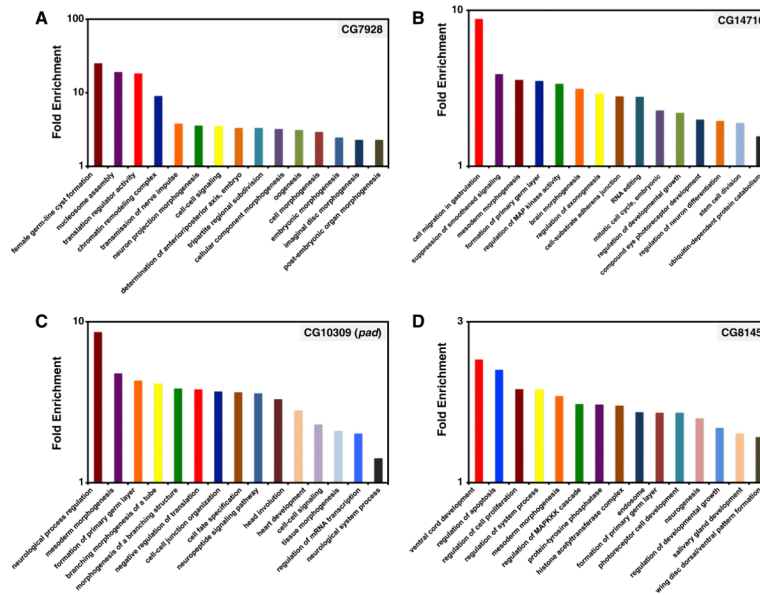 A
CG7928
Fold Enrichment
100
10
1
female germ-line cyst formation
nucleosome assembly
translation regulator activity
chromatin remodeling complex
transmission of nerve impulse
neuron projection morphogenesis
cell-cell signaling
determination of anterior/posterior axis, embryo
tripartite regional subdivision
cellular component morphogenesis
oogenesis
cell morphogenesis
embryonic morphogenesis
imaginal disc morphogenesis
post-embryonic organ morphogenesis
B
CG14710
Fold Enrichment
10
1
cell migration in gastrulation
suppression of smoothened signaling
mesoderm morphogenesis
formation of primary germ layer
regulation of MAP kinase activity
brain morphogenesis
regulation of axonogenesis
cell-substrate adherens junction
RNA editing
mitotic cell cycle, embryonic
regulation of developmental growth
compound eye photoreceptor development
regulation of neuron differentiation
stem cell division
ubiquitin-dependent protein catabolism
C
CG10309 (pad)
Fold Enrichment
10
1
neurological process regulation
mesoderm morphogenesis
formation of primary germ layer
branching morphogenesis of a tube
morphogenesis of a branching structure
negative regulation of translation
cell-cell junction organization
cell fate specification
neuropeptide signaling pathway
head involution
heart development
cell-cell signaling
tissue morphogenesis
regulation of mRNA transcription
neurological system process
D
CG8145
Fold Enrichment
3
1
ventral cord development
regulation of apoptosis
regulation of cell proliferation
regulation of system process
mesoderm morphogenesis
regulation of MAPKKK cascade
protein-tyrosine phosphatase
histone acetyltransferase complex
endosome
formation of primary germ layer
photoreceptor cell development
neurogenesis
regulation of developmental growth
salivary gland development
wing disc dorsal/ventral pattern formation